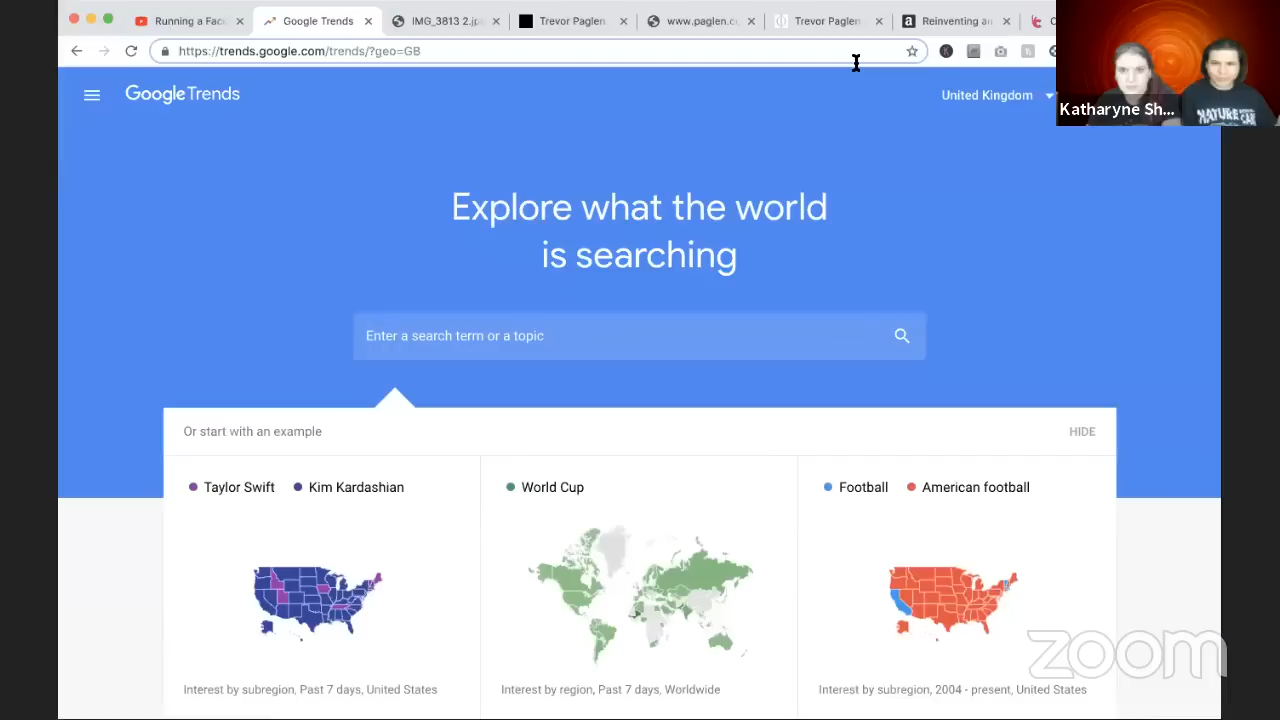 Running a Fac
Google Trends
IMG_3813 2.jp
Trevor Paglen
www.paglen.c
Trevor Paglen
Reinventing an
https://trends.google.com/trends/?geo=GB
Google Trends
United Kingdom
Katharyne Sh...
NATURE
Explore what the world
is searching
Enter a search term or a topic
Or start with an example
HIDE
Taylor Swift
Kim Kardashian
World Cup
Football
American football
Interest by subregion, Past 7 days, United States
Interest by region, Past 7 days, Worldwide
Interest by subregion, 2004 - present, United States
zoom